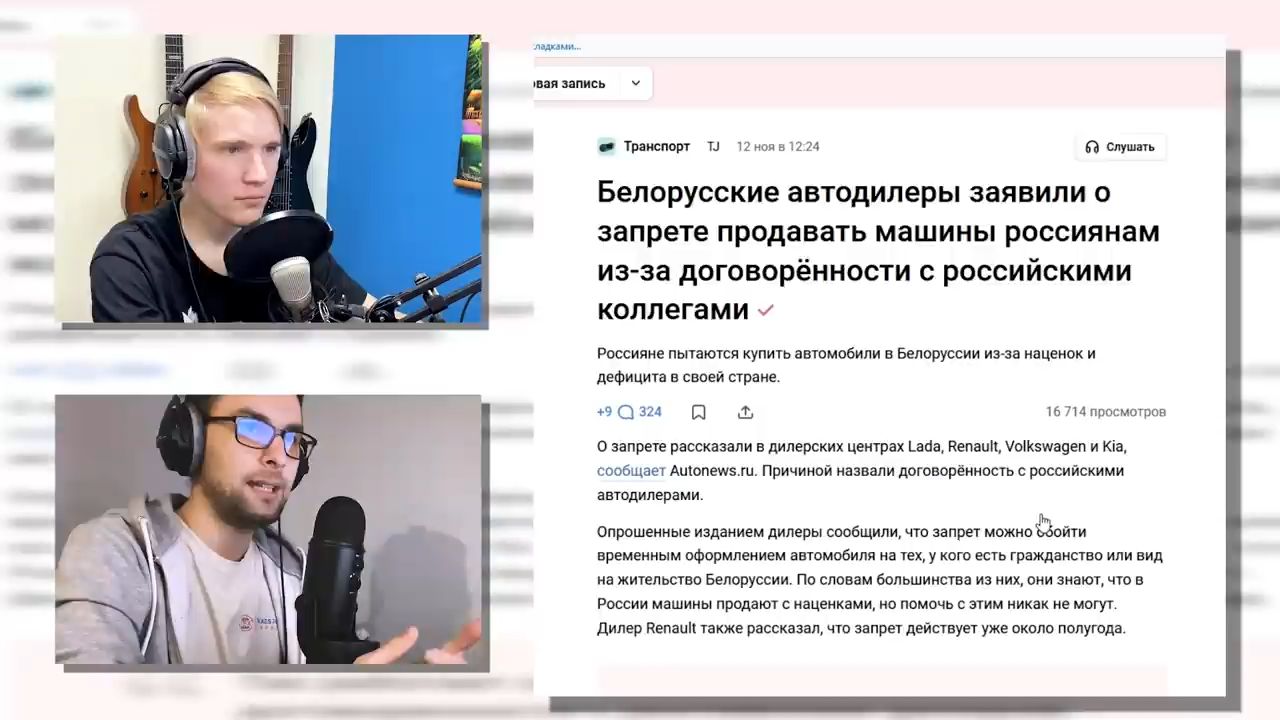 кладками...
овая запись
Транспорт TJ 12 ноя в 12:24 Слушать
Белорусские автодилеры заявили о
запрете продавать машины россиянам
из-за договорённости с российскими
коллегами
Россияне пытаются купить автомобили в Белоруссии из-за наценок и
дефицита в своей стране.
+9 324 16 714 просмотров
О запрете рассказали в дилерских центрах Lada, Renault, Volkswagen и Kia,
сообщает Autonews.ru. Причиной назвали договорённость с российскими
автодилерами.
Опрошенные изданием дилеры сообщили, что запрет можно обойти
временным оформлением автомобиля на тех, у кого есть гражданство или вид
на жительство Белоруссии. По словам большинства из них, они знают, что в
России машины продают с наценками, но помочь с этим никак не могут.
Дилер Renault также рассказал, что запрет действует уже около полугода.